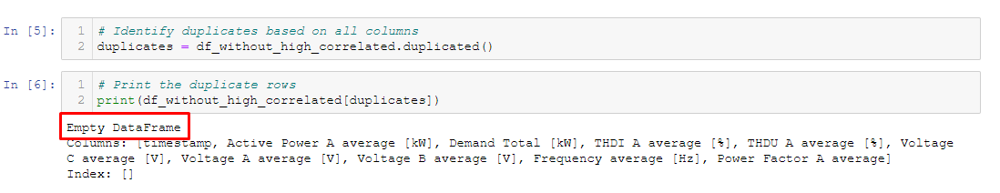 In [5]: 1 # Identify duplicates based on all columns
2 duplicates = df_without_high_correlated.duplicated()
In [6]: 1 # Print the duplicate rows
2 print(df_without_high_correlated[duplicates])
Empty DataFrame
Columns: [timestamp, Active Power A average [kW], Demand Total [kW], THDI A average [%], THDU A average [%], Voltage
C average [V], Voltage A average [V], Voltage B average [V], Frequency average [Hz], Power Factor A average]
Index: []